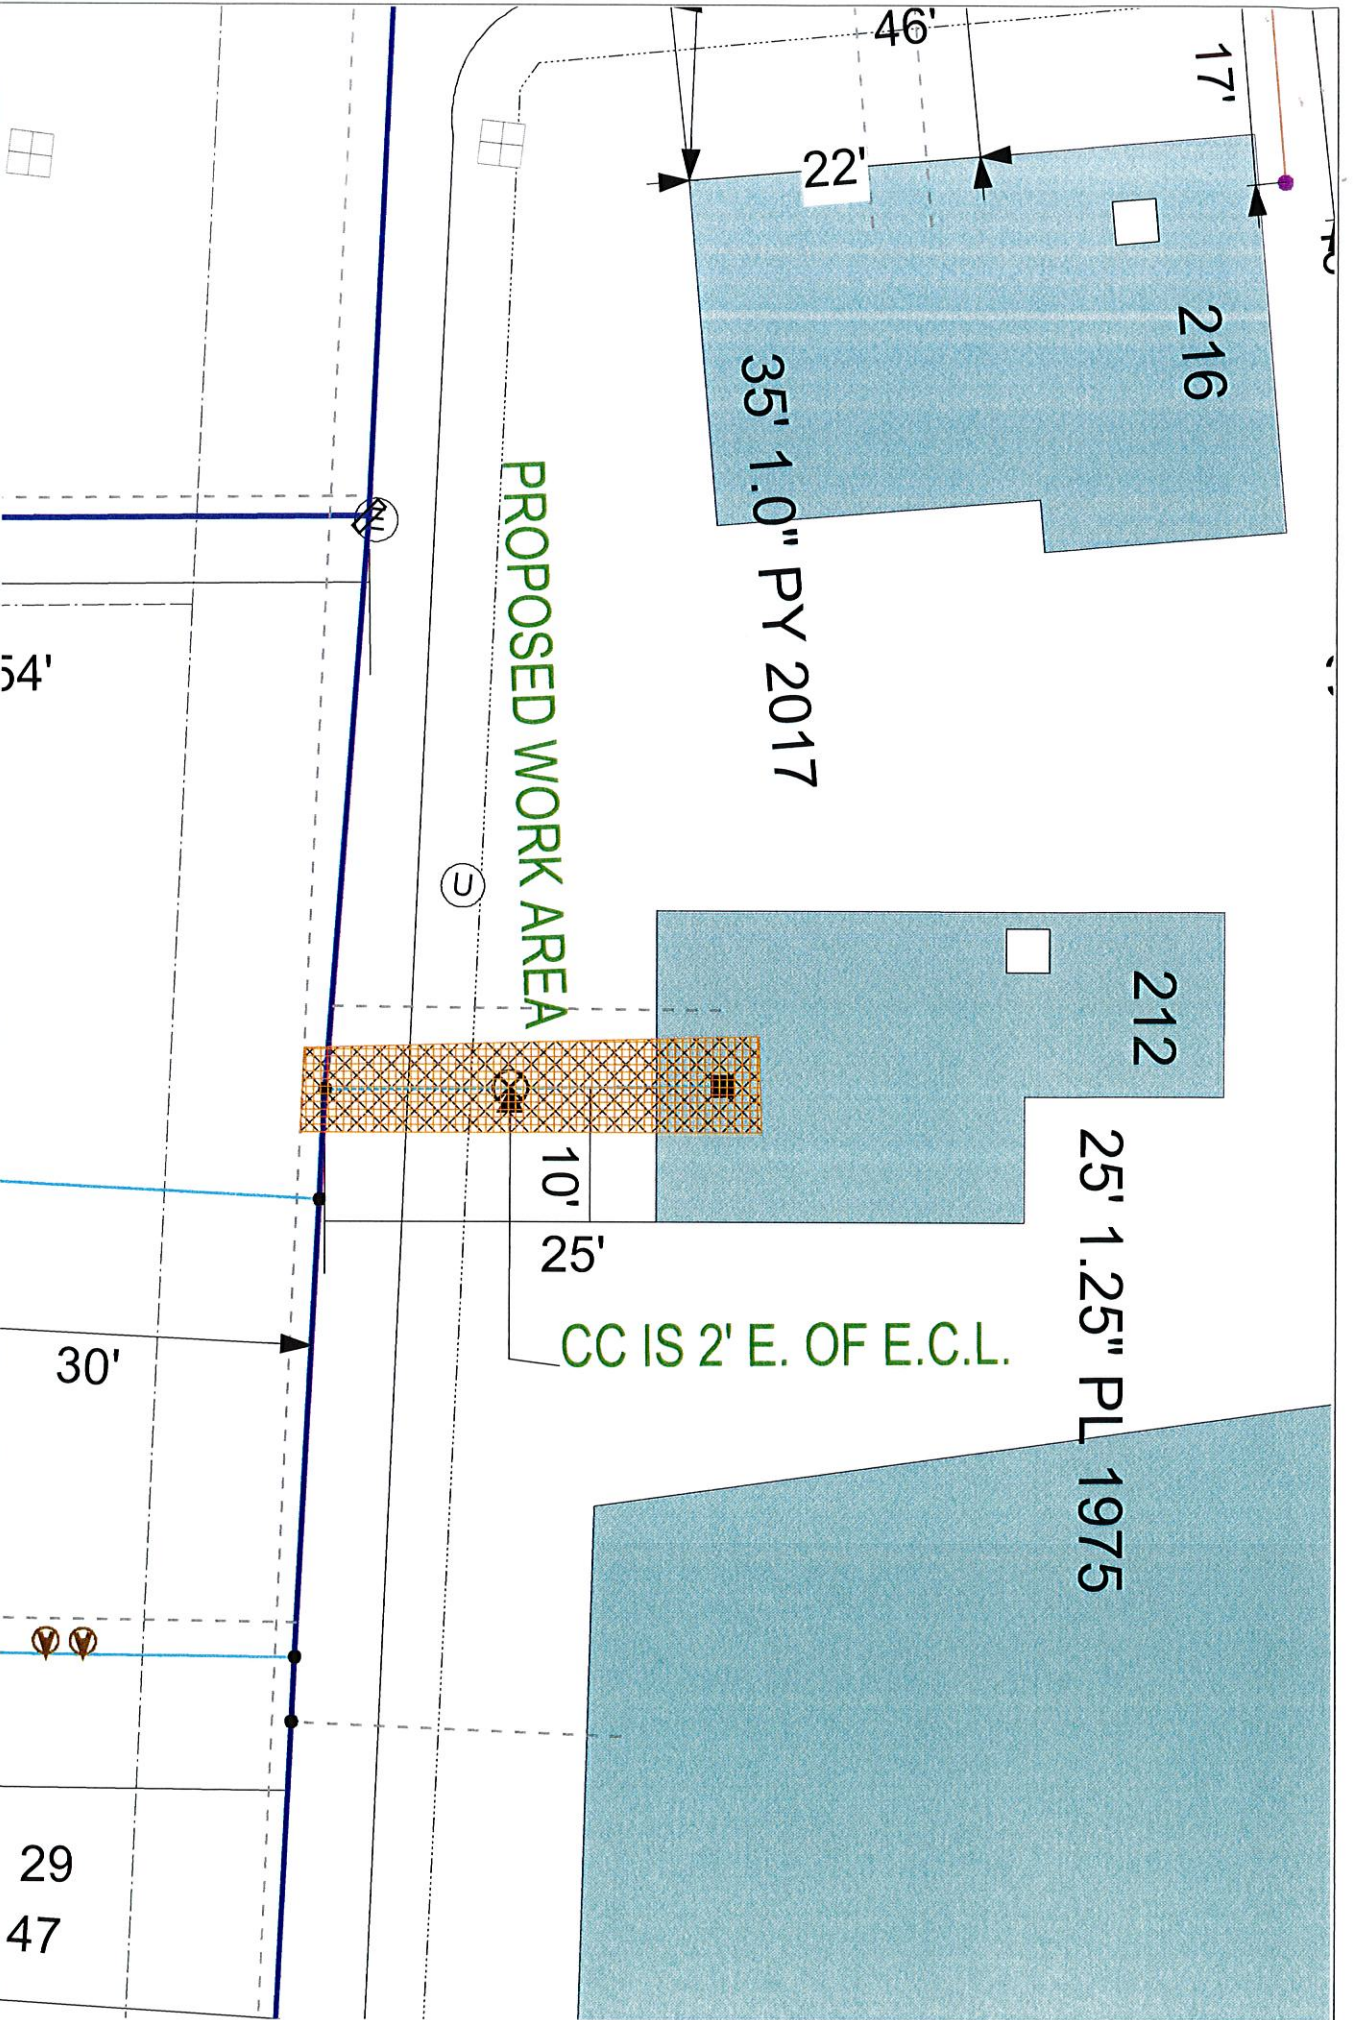 46'
17'
22'
216
35' 1.0" PY 2017
PROPOSED WORK AREA
54'
U
212
10'
25'
25' 1.25" PL 1975
CC IS 2' E. OF E.C.L.
30'
29
47